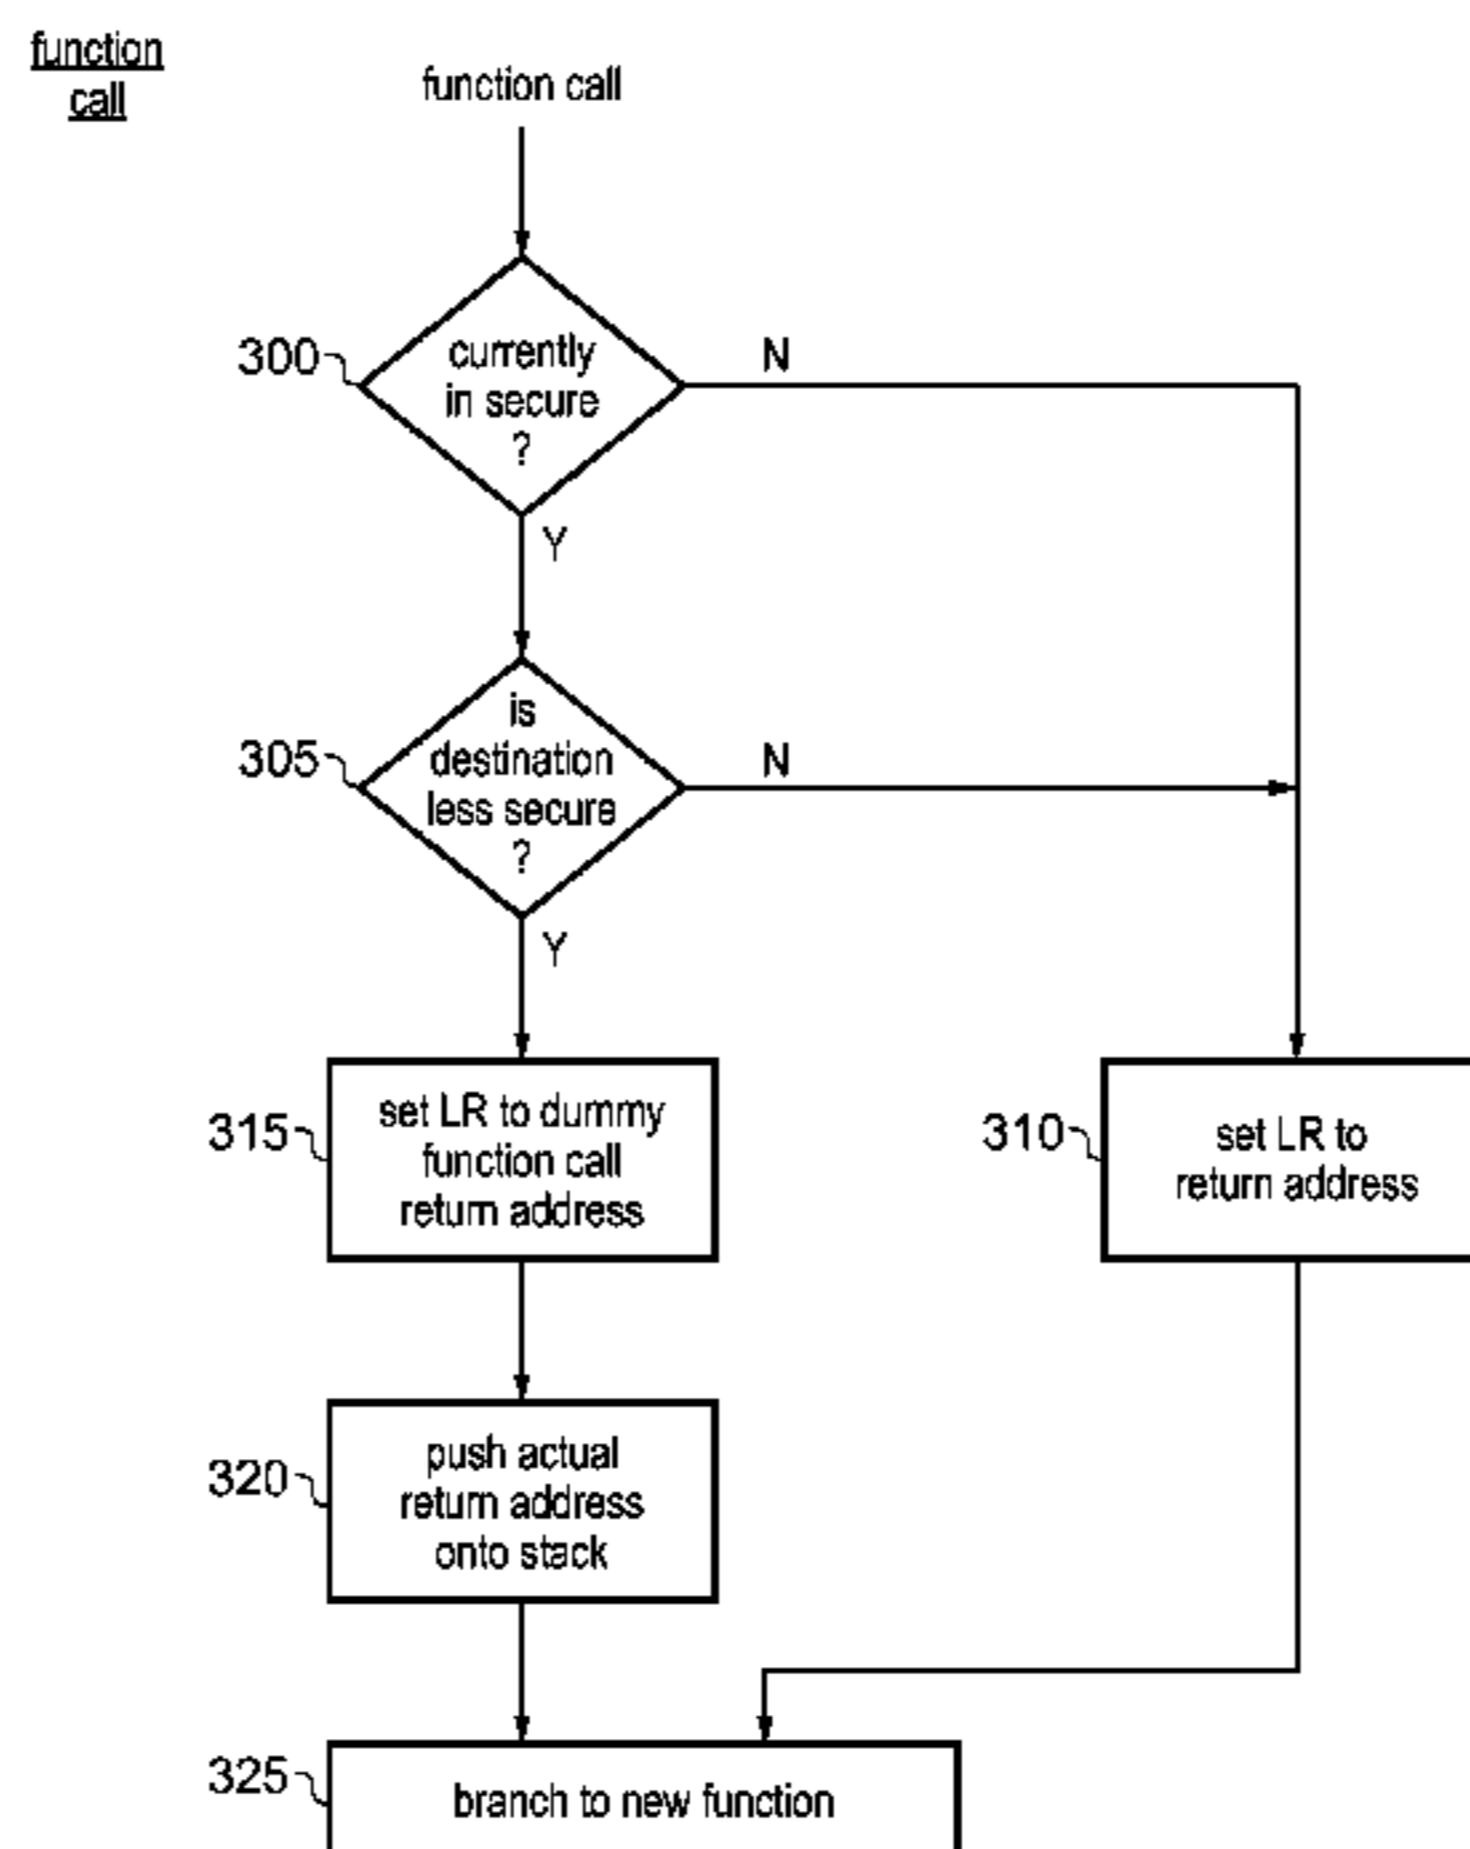 function
call
function call
300
currently
in secure
?
N
Y
305
is
destination
less secure
?
N
Y
315
set LR to dummy
function call
return address
310
set LR to
return address
320
push actual
return address
onto stack
325
branch to new function